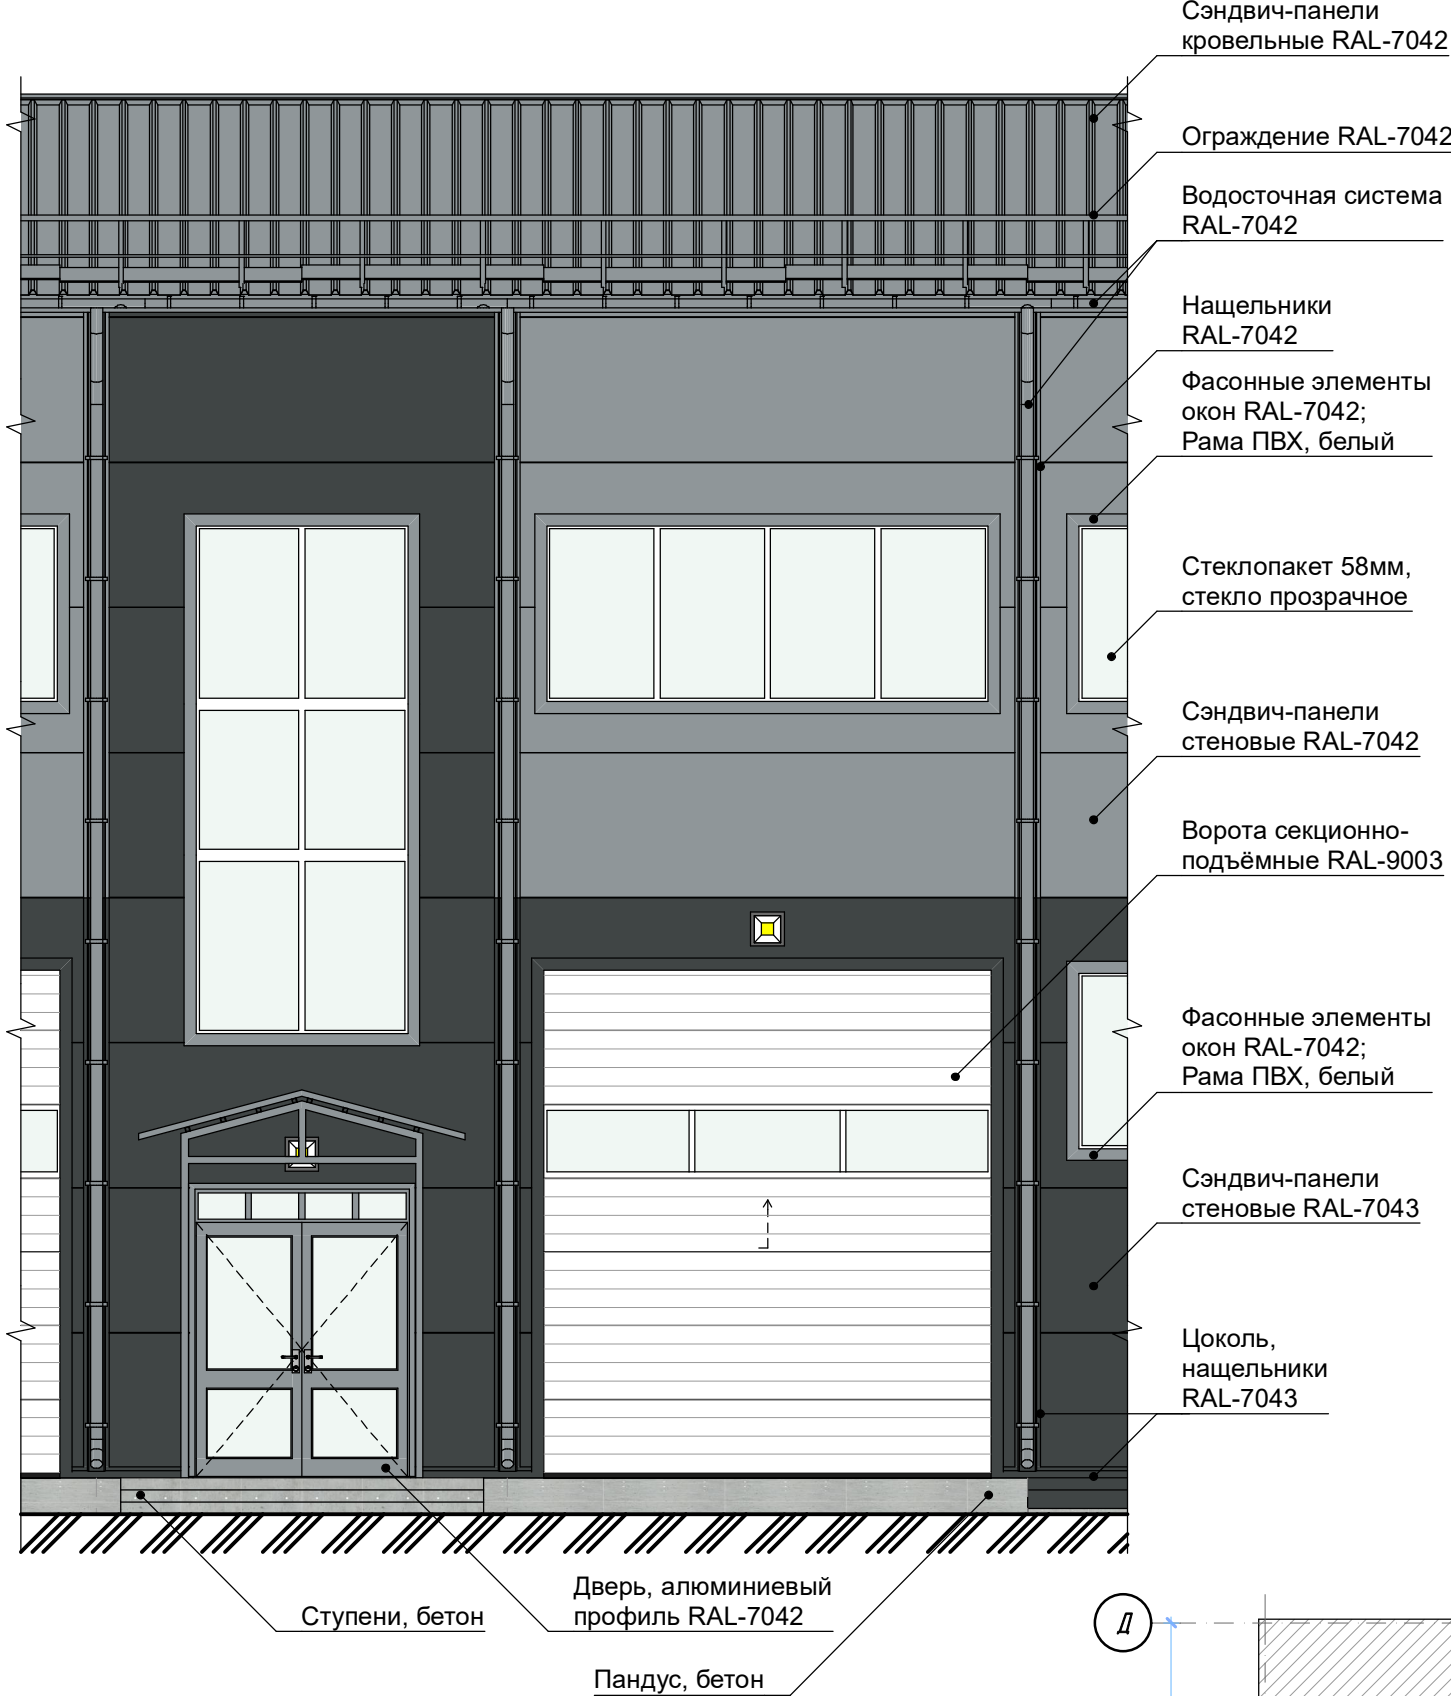 Сэндвич-панели
кровельные RAL-7042
Ограждение RAL-7042
Водосточная система
RAL-7042
Нащельники
RAL-7042
Фасонные элементы
окон RAL-7042;
Рама ПВХ, белый
Стеклопакет 58мм,
стекло прозрачное
Сэндвич-панели
стеновые RAL-7042
Ворота секционно-
подъёмные RAL-9003
Фасонные элементы
окон RAL-7042;
Рама ПВХ, белый
Сэндвич-панели
стеновые RAL-7043
Цоколь,
нащельники
RAL-7043
Ступени, бетон
Дверь, алюминиевый
профиль RAL-7042
Пандус, бетон
Д